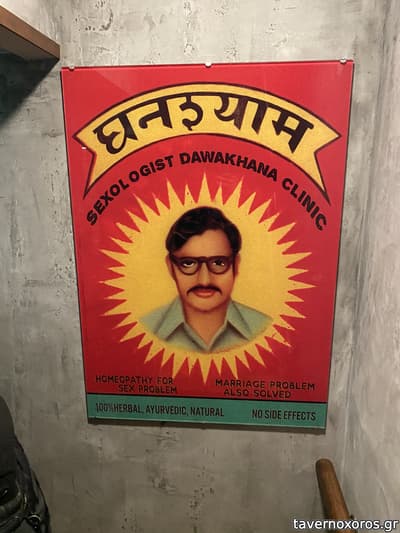 घनश्याम
SEXOLOGIST DAWAKHANA CLINIC
HOMEOPATHY FOR
SEX PROBLEM
MARRIAGE PROBLEM
ALSO SOLVED
100%HERBAL, AYURVEDIC, NATURAL
NO SIDE EFFECTS
tavernoxoros.gr